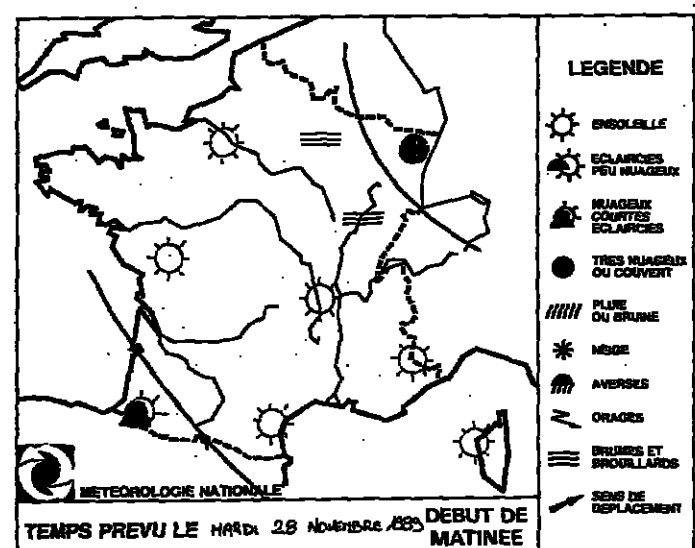 LEGENDE
ENSOLEILLE
ECLAIRCIES
PEU NUAGEUX
NUAGEUX
COURTES
ECLAIRCIES
TRES NUAGEUX
OU COUVERT
PLUIE
OU BRUINE
NEIGE
AVERSES
ORAGES
BRUMES ET
BROUILLARDS
SENS DE
DEPLACEMENT
METEOROLOGIE NATIONALE
TEMPS PREVU LE MARDI 28 NOVEMBRE 1989 DEBUT DE
MATINEE